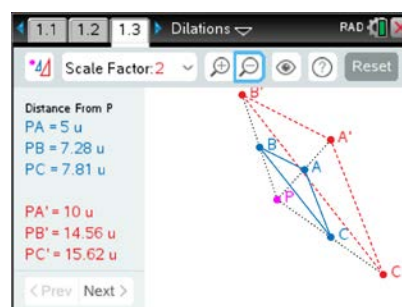 1.1 1.2 1.3 Dilations RAD
Scale Factor:2 Reset
Distance From P
PA = 5 u
PB = 7.28 u
PC = 7.81 u
PA' = 10 u
PB' = 14.56 u
PC' = 15.62 u
< Prev Next >
B'
A'
B
A
P
C
C